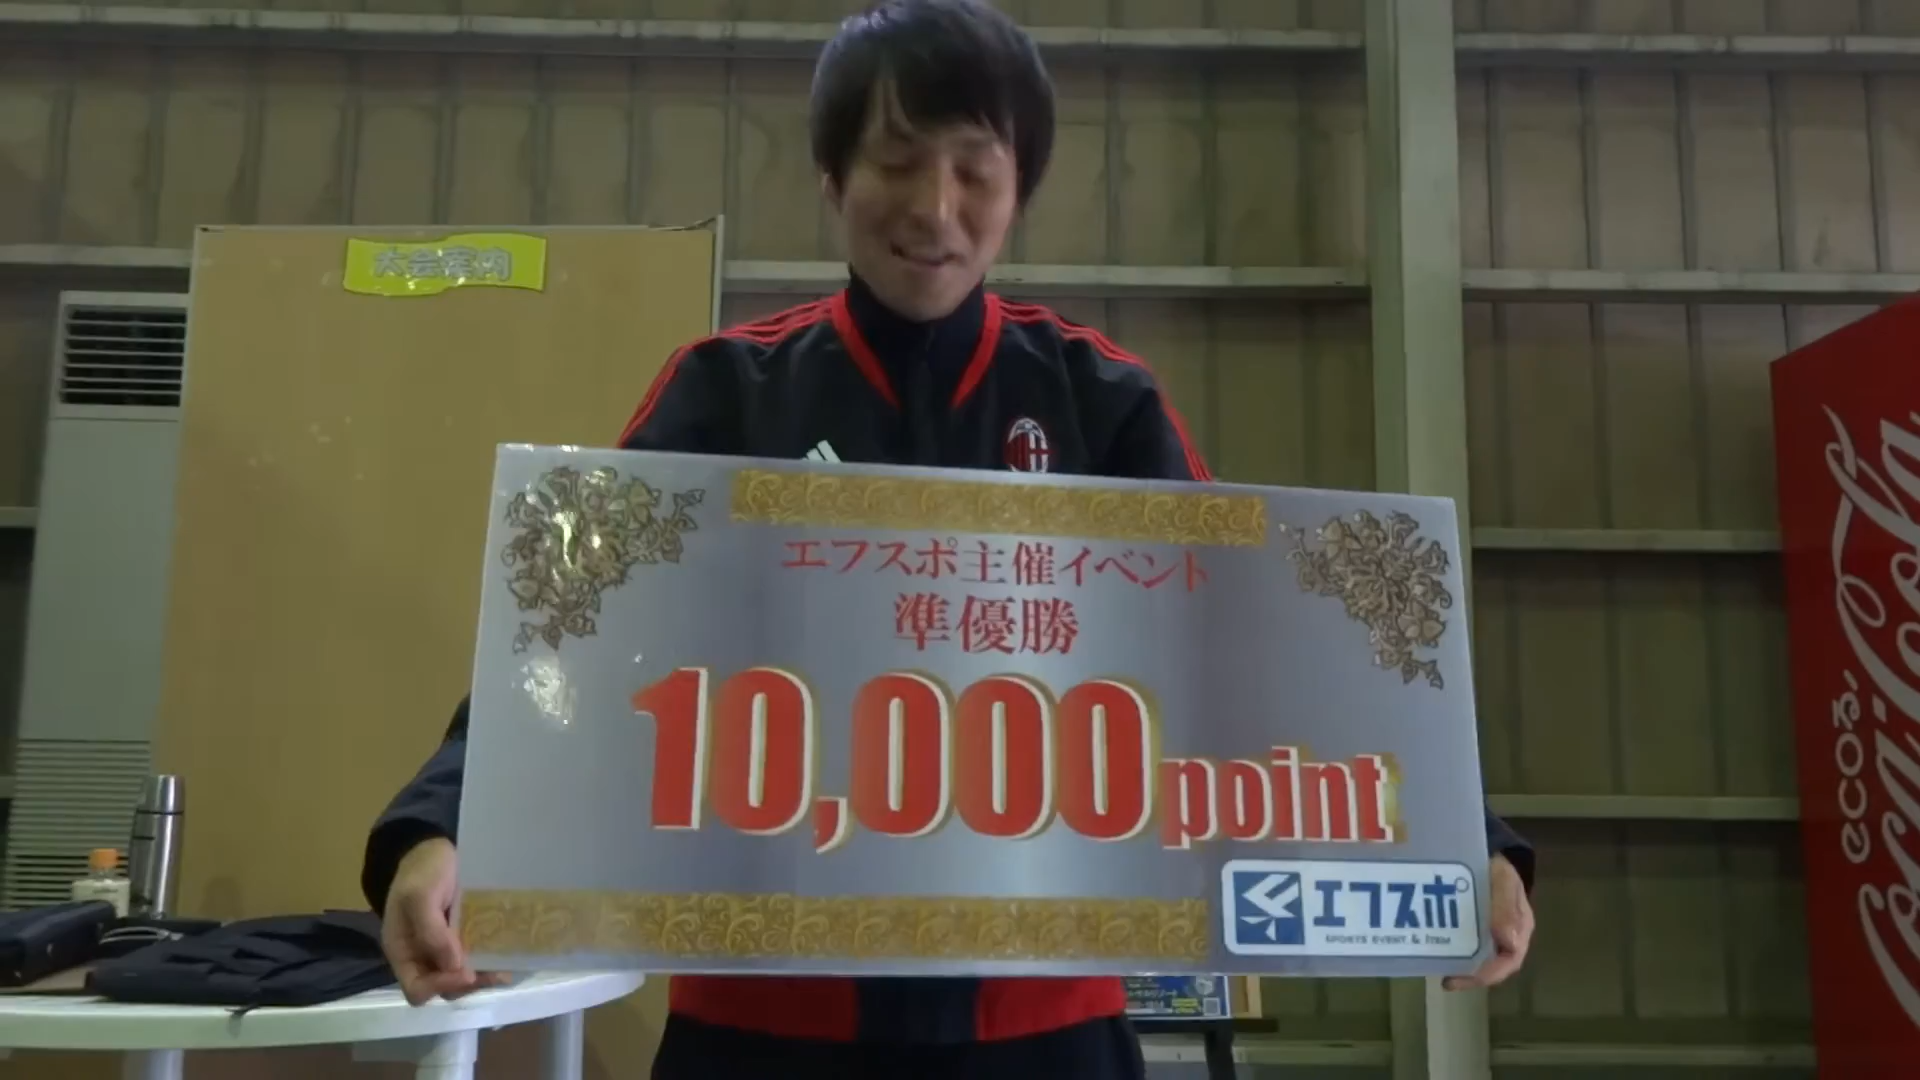 大会案内
エフスポ主催イベント
準優勝
10,000point
エフスポ
SPORTS EVENT & ITEM
ecoる/
Coca-Cola